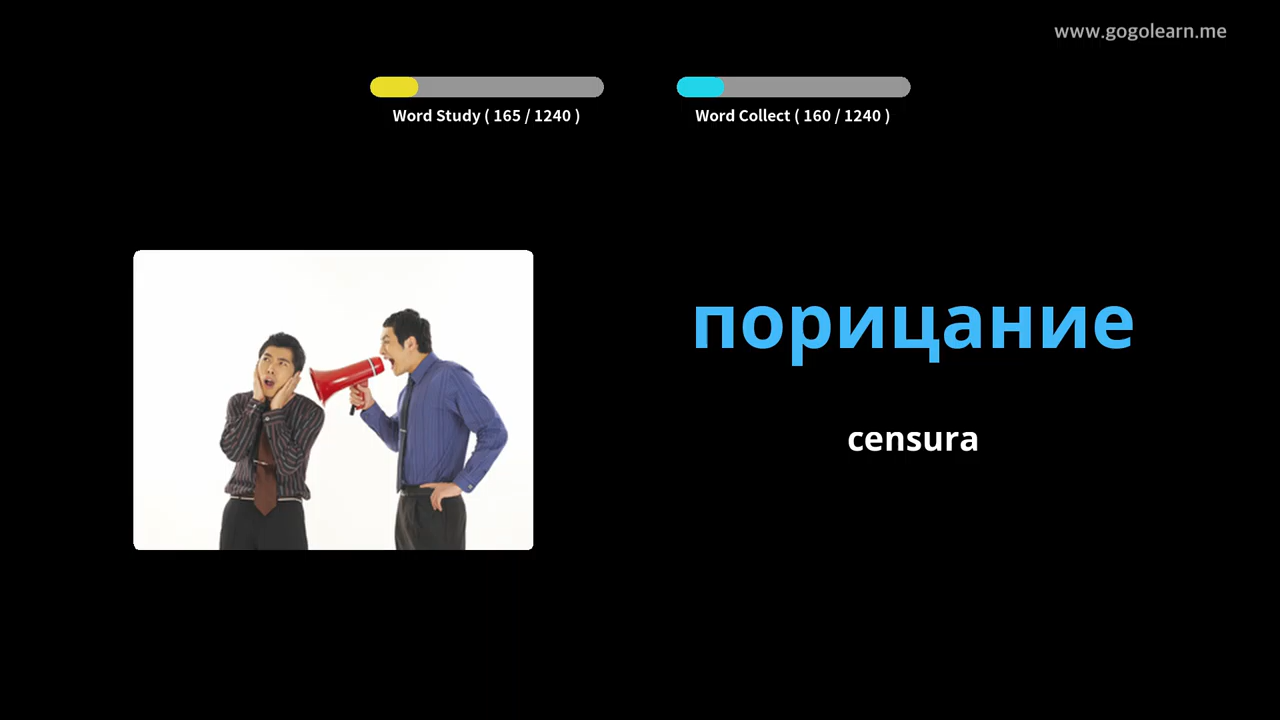 www.gogolearn.me
Word Study ( 165 / 1240 )
Word Collect ( 160 / 1240 )
порицание
censura